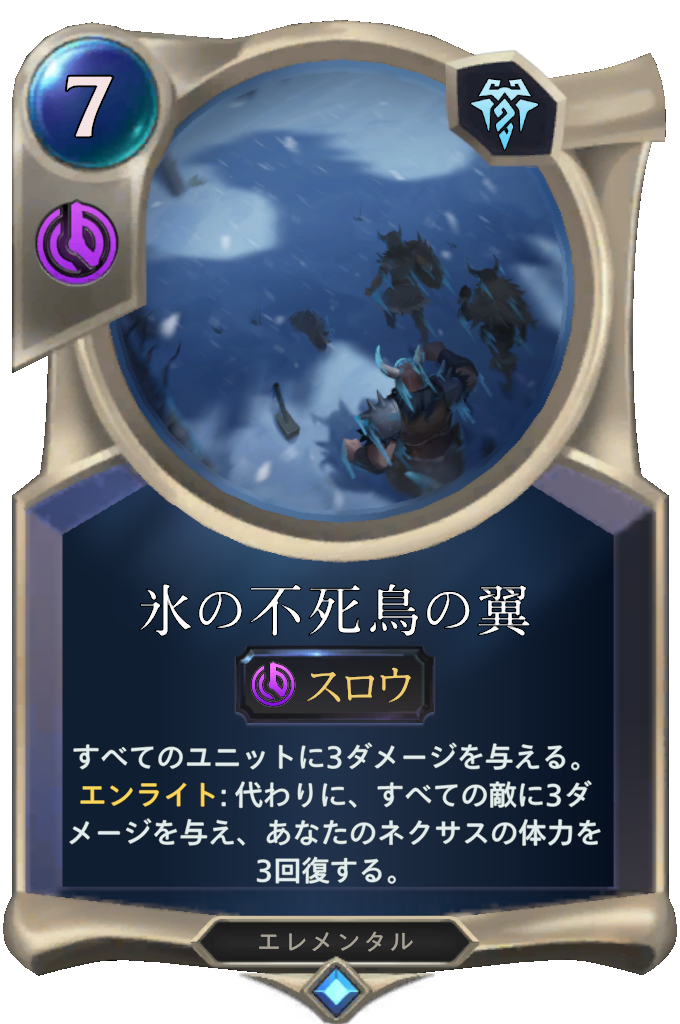 7
氷の不死鳥の翼
スロウ
すべてのユニットに3ダメージを与える。
エンライト: 代わりに、すべての敵に3ダ
メージを与え、あなたのネクサスの体力を
3回復する。
エレメンタル